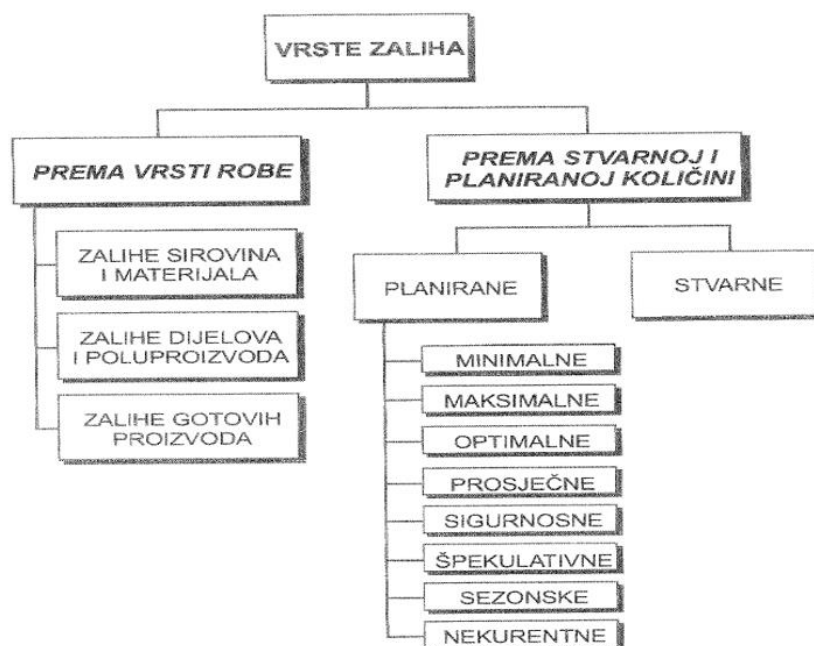 VRSTE ZALIHA
PREMA VRSTI ROBE
PREMA STVARNOJ I
PLANIRANOJ KOLIČINI
ZALIHE SIROVINA
I MATERIJALA
ZALIHE DIJELOVA
I POLUPROIZVODA
ZALIHE GOTOVIH
PROIZVODA
PLANIRANE
STVARNE
MINIMALNE
MAKSIMALNE
OPTIMALNE
PROSJEČNE
SIGURNOSNE
ŠPEKULATIVNE
SEZONSKE
NEKURENTNE